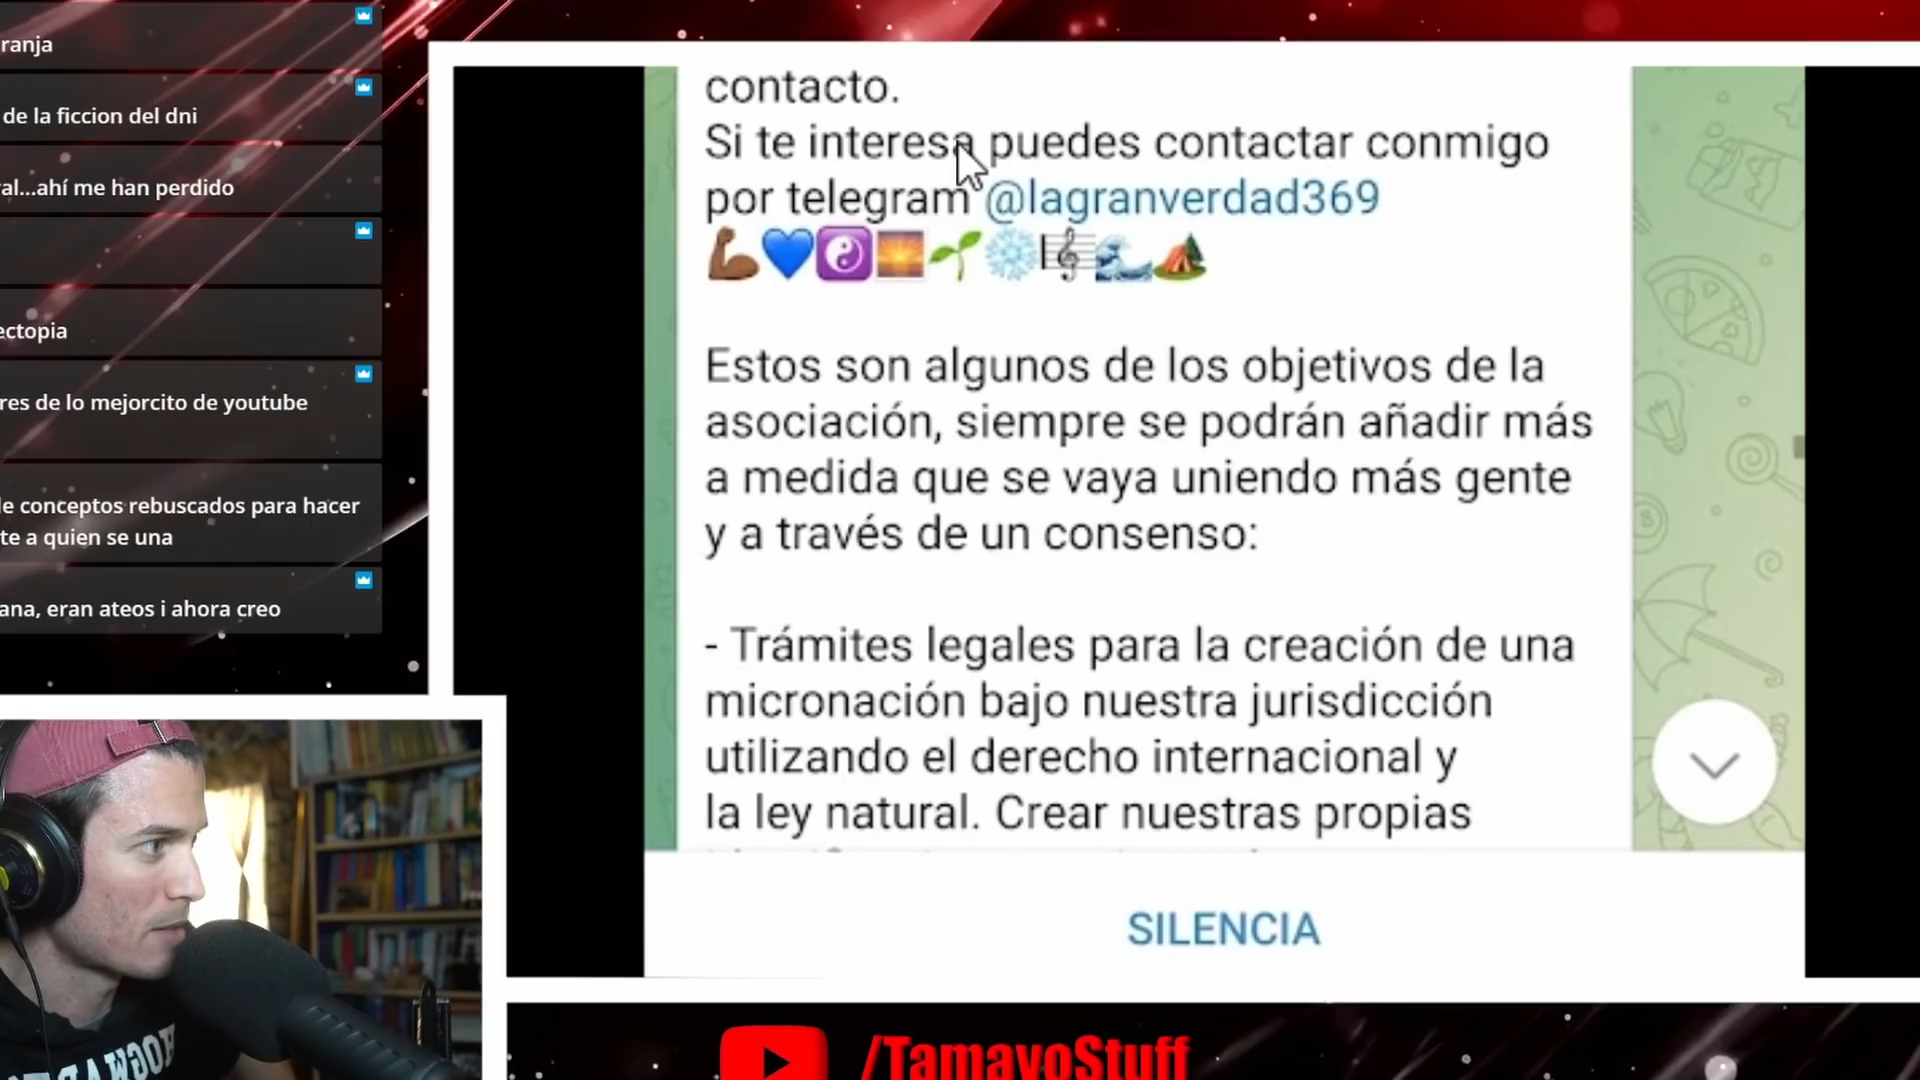 ranja
de la ficcion del dni
al...ahí me han perdido
ectopia
res de lo mejorcito de youtube
de conceptos rebuscados para hacer
te a quien se una
ana, eran ateos i ahora creo
contacto.
Si te interesa puedes contactar conmigo
por telegram @lagranverdad369
Estos son algunos de los objetivos de la
asociación, siempre se podrán añadir más
a medida que se vaya uniendo más gente
y a través de un consenso:
- Trámites legales para la creación de una
micronación bajo nuestra jurisdicción
utilizando el derecho internacional y
la ley natural. Crear nuestras propias
SILENCIA
HOGWA
/TamayoStuff